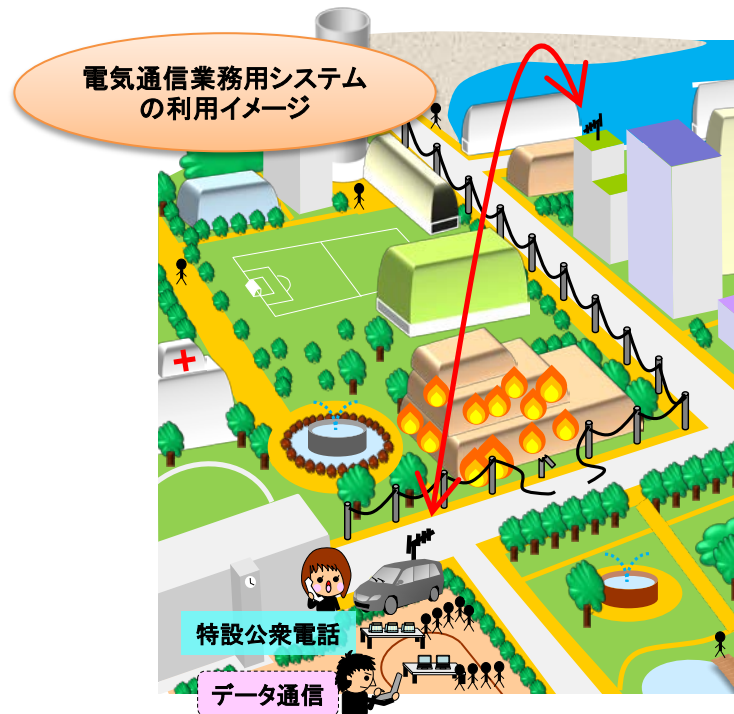 電気通信業務用システム
の利用イメージ
特設公衆電話
データ通信